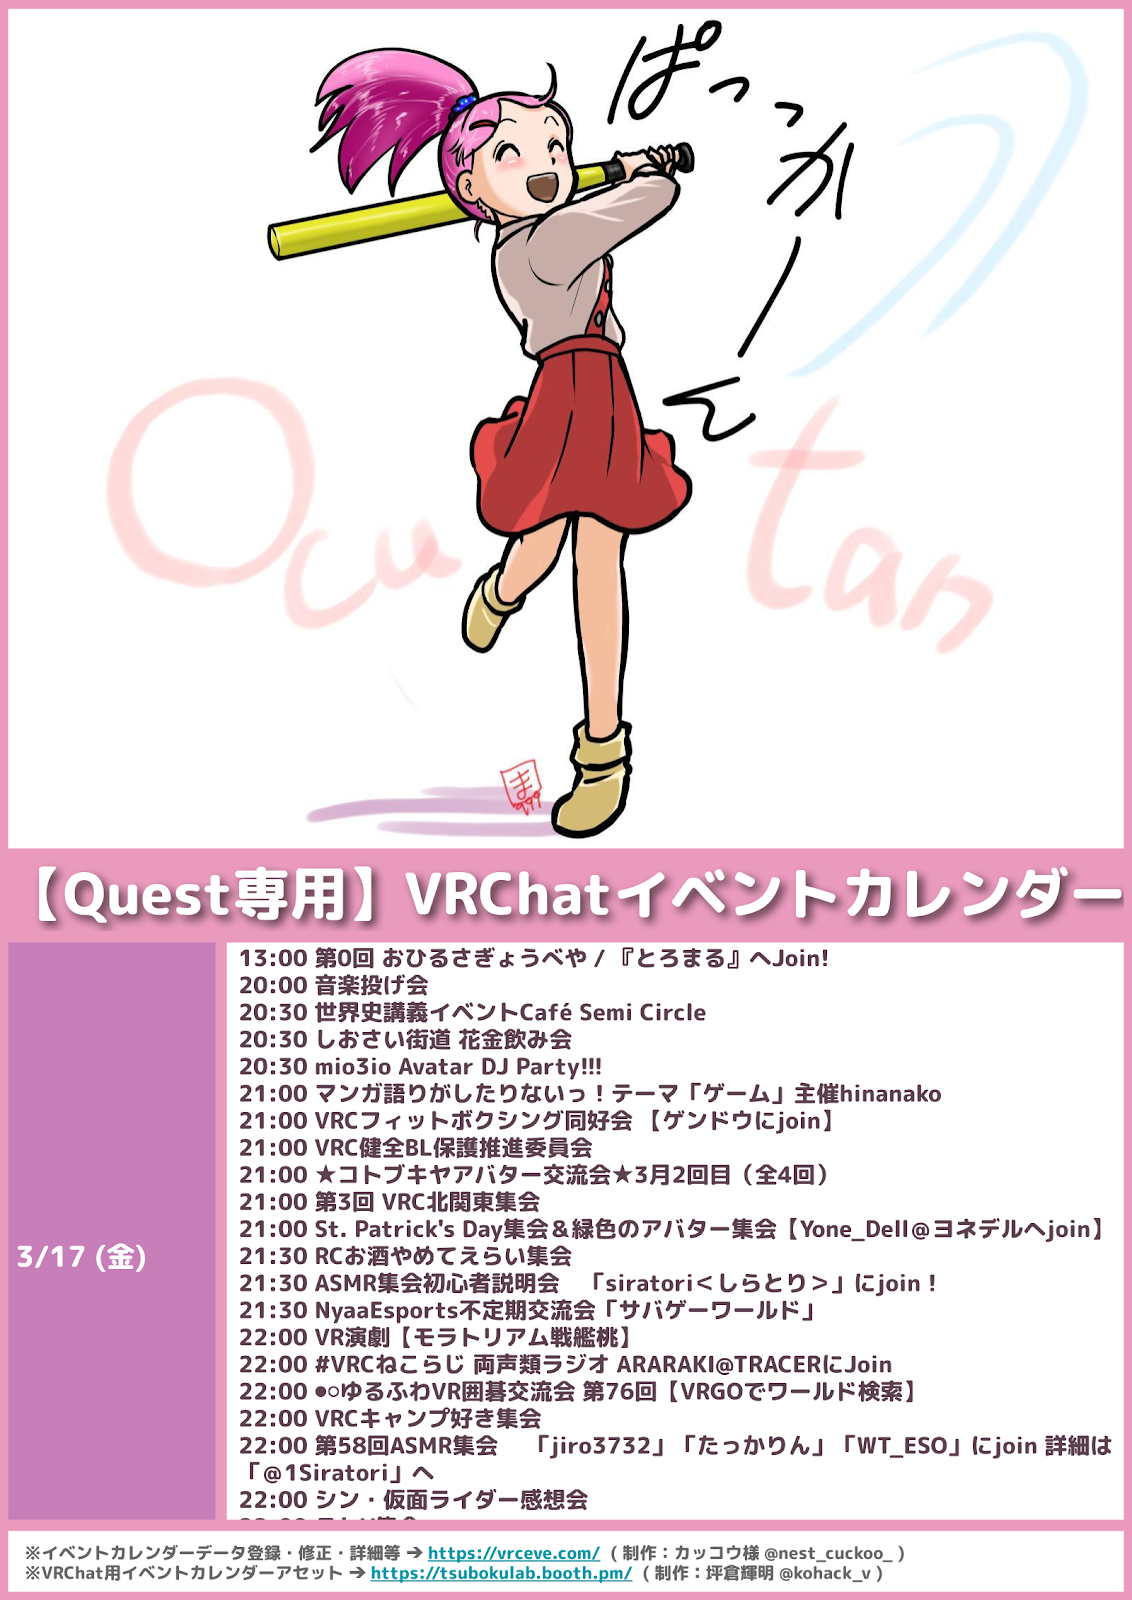 ぱっっかーん
Ocutan
ま
999
【Quest専用】VRChatイベントカレンダー
3/17 (金)
13:00 第0回 おひるさぎょうべや / 『とろまる』へJoin!
20:00 音楽投げ会
20:30 世界史講義イベントCafé Semi Circle
20:30 しおさい街道 花金飲み会
20:30 mio3io Avatar DJ Party!!!
21:00 マンガ語りがしたりないっ！テーマ「ゲーム」主催hinanako
21:00 VRCフィットボクシング同好会 【ゲンドウにjoin】
21:00 VRC健全BL保護推進委員会
21:00 ★コトブキヤアバター交流会★3月2回目（全4回）
21:00 第3回 VRC北関東集会
21:00 St. Patrick's Day集会＆緑色のアバター集会【Yone_Dell@ヨネデルへjoin】
21:30 RCお酒やめてえらい集会
21:30 ASMR集会初心者説明会　「siratori＜しらとり＞」にjoin！
21:30 NyaaEsports不定期交流会「サバゲーワールド」
22:00 VR演劇【モラトリアム戦艦桃】
22:00 #VRCねこらじ 両声類ラジオ ARARAKI@TRACERにJoin
22:00 ●○ゆるふわVR囲碁交流会 第76回【VRGOでワールド検索】
22:00 VRCキャンプ好き集会
22:00 第58回ASMR集会　「jiro3732」「たっかりん」「WT_ESO」にjoin 詳細は
「@1Siratori」へ
22:00 シン・仮面ライダー感想会
※イベントカレンダーデータ登録・修正・詳細等 ➔ https://vrceve.com/ ( 制作：カッコウ様 @nest_cuckoo_ )
※VRChat用イベントカレンダーアセット ➔ https://tsubokulab.booth.pm/ ( 制作：坪倉輝明 @kohack_v )